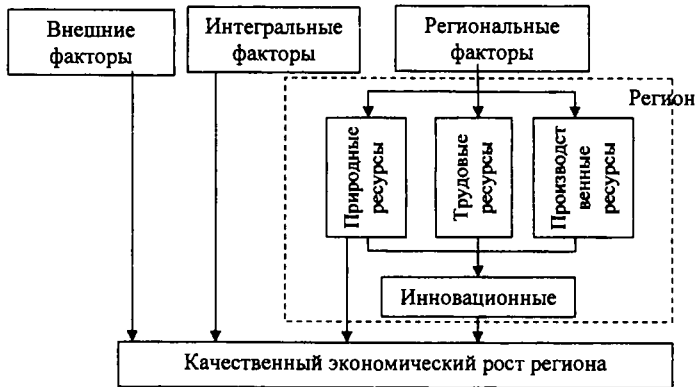 Внешние
факторы
Интегральные
факторы
Региональные
факторы
Регион
Природные
ресурсы
Трудовые
ресурсы
Производст
венные
ресурсы
Инновационные
Качественный экономический рост региона